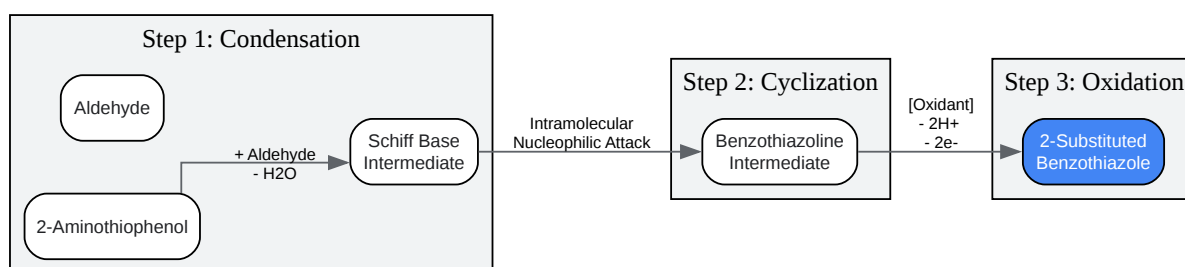 Step 1: Condensation
Aldehyde
2-Aminothiophenol
+ Aldehyde
- H2O
Schiff Base
Intermediate
Intramolecular
Nucleophilic Attack
Step 2: Cyclization
Benzothiazoline
Intermediate
[Oxidant]
- 2H+
- 2e-
Step 3: Oxidation
2-Substituted
Benzothiazole